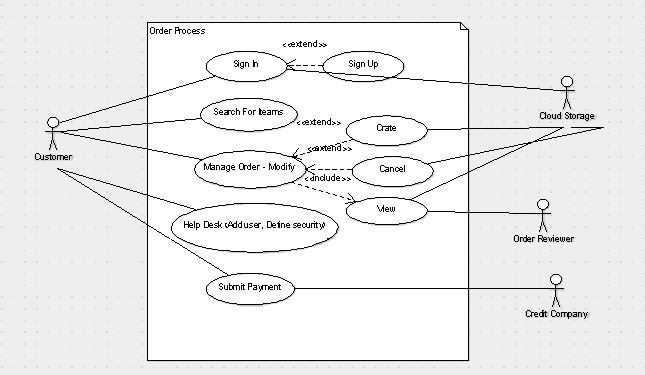 Order Process
<<extend>>
Sign In
Sign Up
Cloud Storage
Search For Iteams
<<extend>>
Crate
Customer
<<extend>>
Manage Order - Modify
Cancel
<<include>>
View
Help Desk (Add user, Define security)
Order Reviewer
Submit Payment
Credit Company